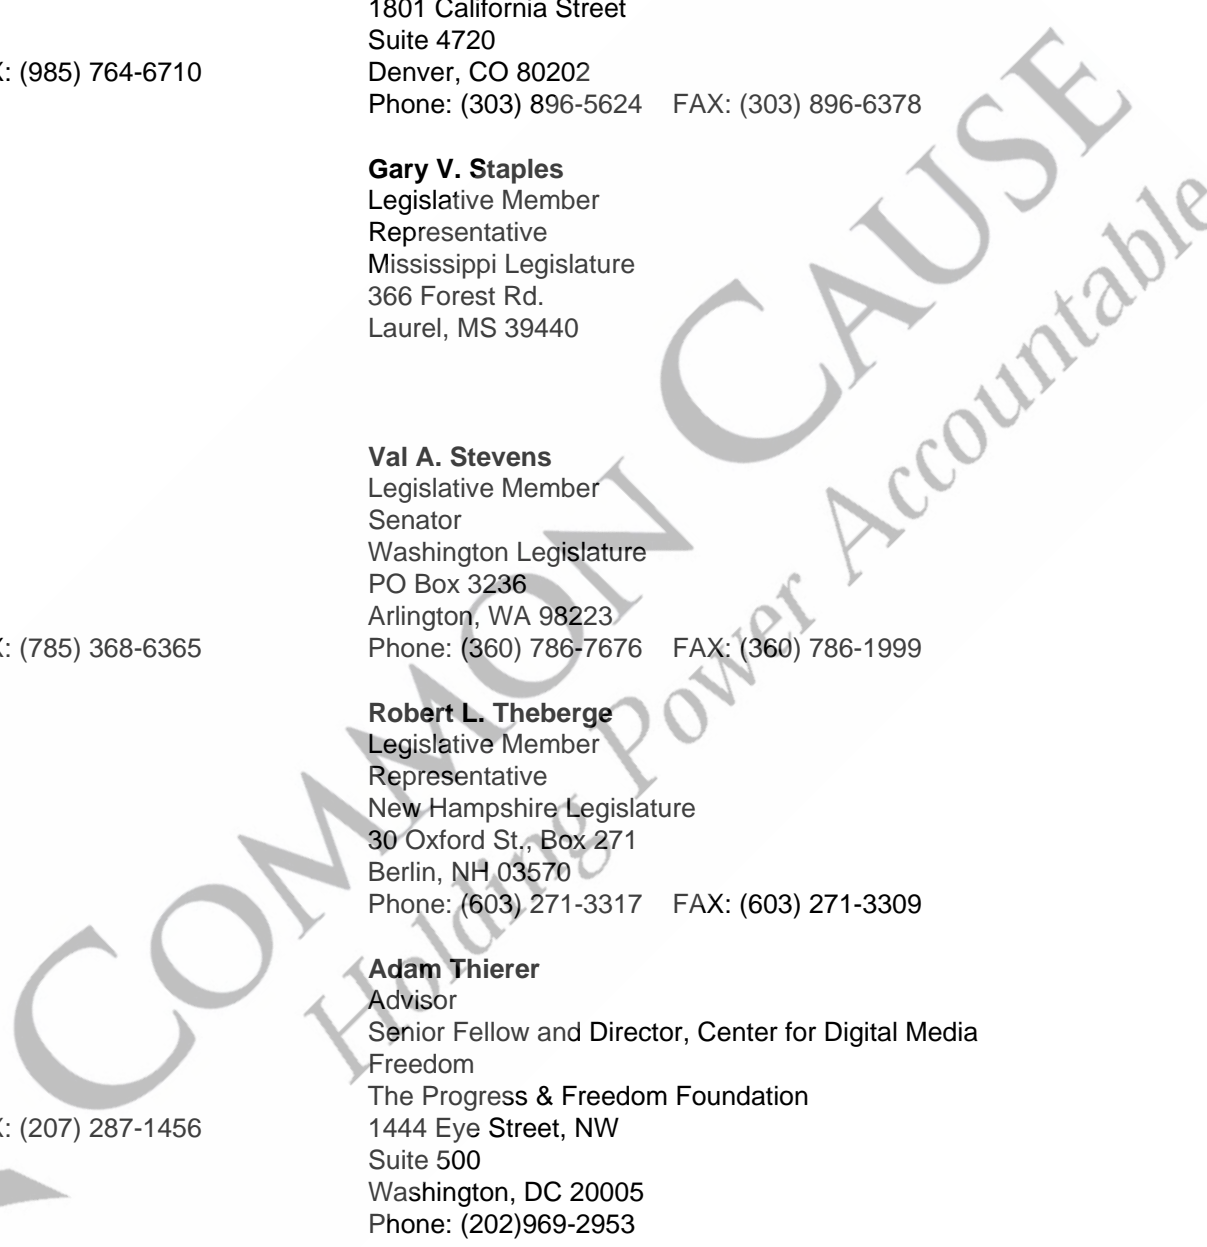 1801 California Street
Suite 4720
Denver, CO 80202
Phone: (303) 896-5624 FAX: (303) 896-6378
X: (985) 764-6710
Gary V. Staples
Legislative Member
Representative
Mississippi Legislature
366 Forest Rd.
Laurel, MS 39440
Val A. Stevens
Legislative Member
Senator
Washington Legislature
PO Box 3236
Arlington, WA 98223
Phone: (360) 786-7676 FAX: (360) 786-1999
X: (785) 368-6365
Robert L. Theberge
Legislative Member
Representative
New Hampshire Legislature
30 Oxford St., Box 271
Berlin, NH 03570
Phone: (603) 271-3317 FAX: (603) 271-3309
Adam Thierer
Advisor
Senior Fellow and Director, Center for Digital Media
Freedom
The Progress & Freedom Foundation
1444 Eye Street, NW
Suite 500
Washington, DC 20005
Phone: (202)969-2953
X: (207) 287-1456
COMMON CAUSE
Holding Power Accountable